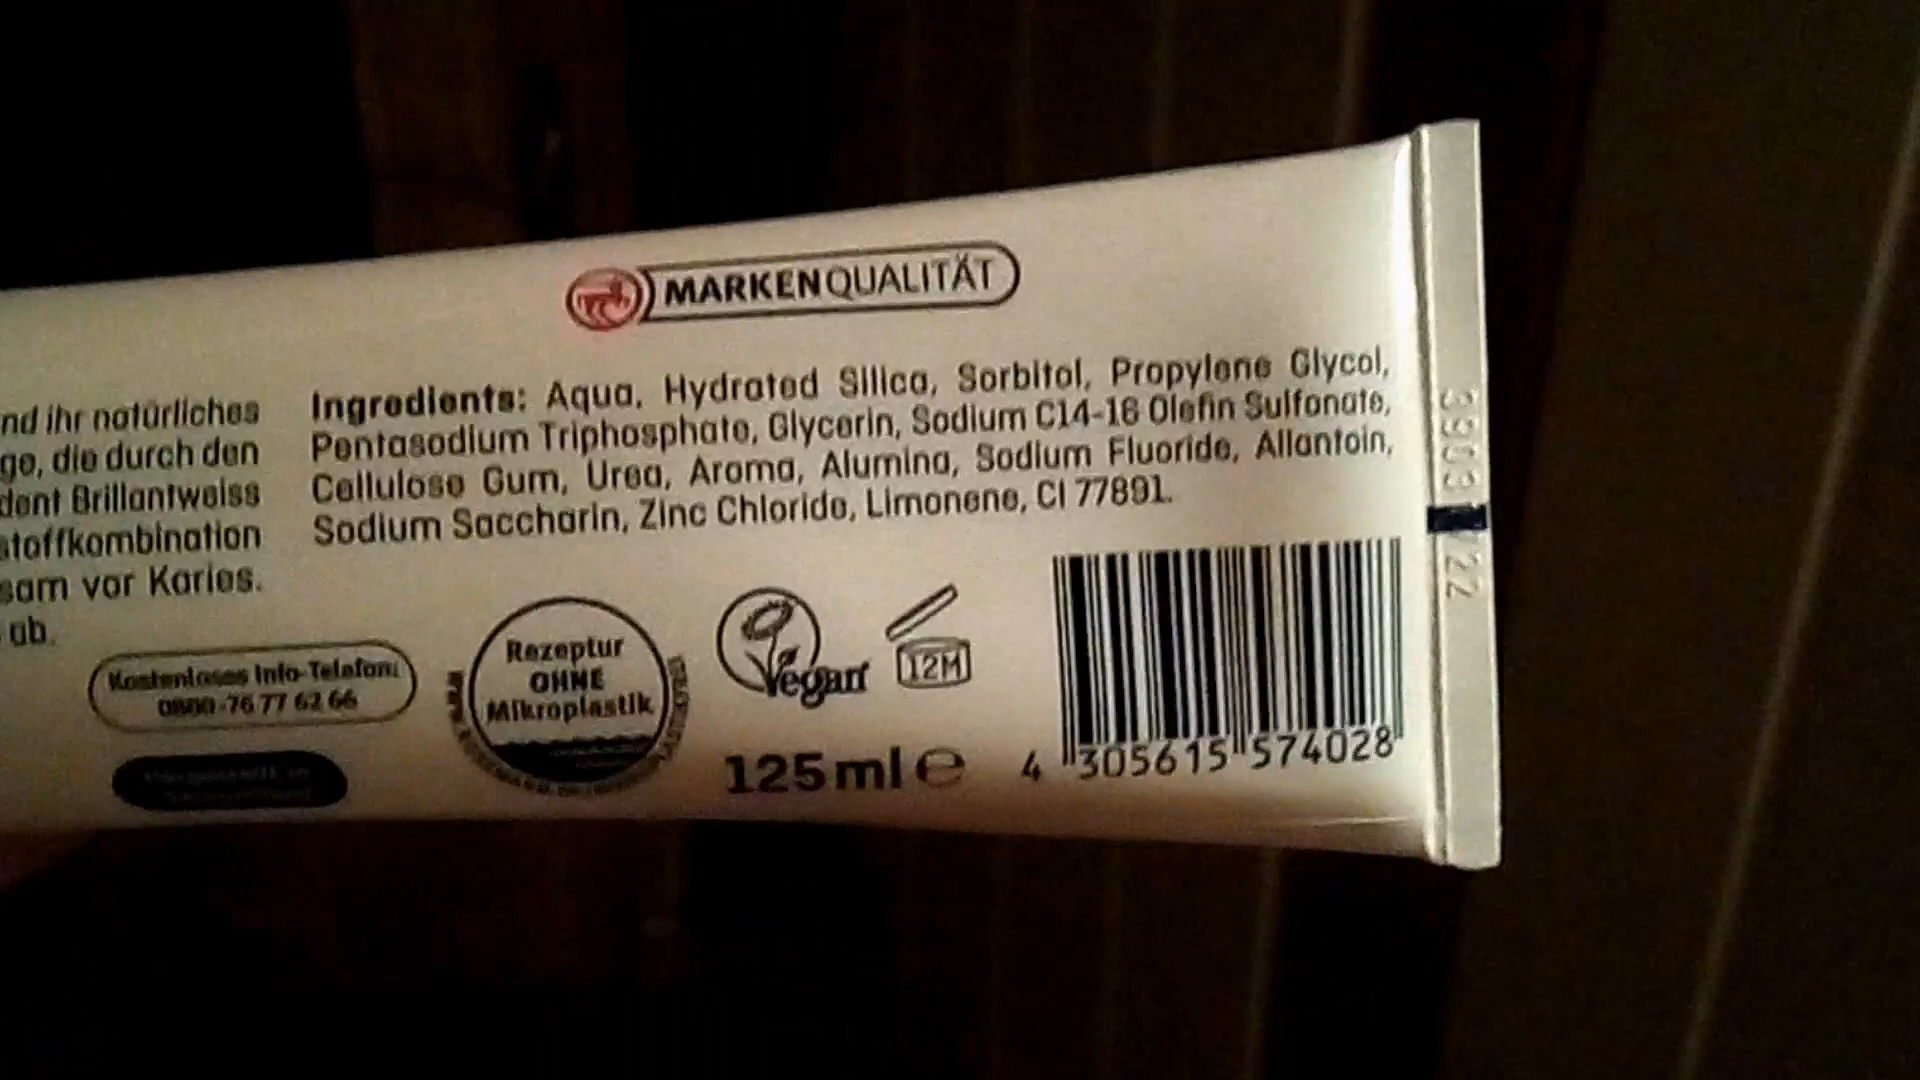 MARKENQUALITÄT
nd ihr natürliches
ge, die durch den
dent Brillantweiss
stoffkombination
sam vor Karies.
ab.
Ingredients: Aqua, Hydrated Silica, Sorbitol, Propylene Glycol,
Pentasodium Triphosphate, Glycerin, Sodium C14-16 Olefin Sulfonate,
Cellulose Gum, Urea, Aroma, Alumina, Sodium Fluoride, Allantoin,
Sodium Saccharin, Zinc Chloride, Limonene, CI 77891.
Kostenloses Info-Telefon:
0800-76 77 62 66
Rezeptur
OHNE
Mikroplastik
Vegan
12M
125 ml e
4 305615 574028